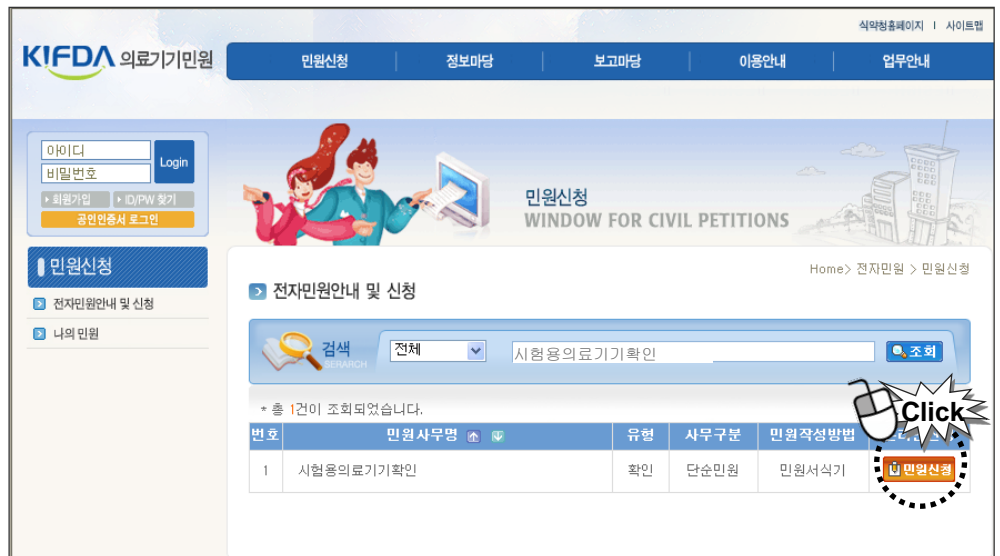 식약청홈페이지 | 사이트맵
KIFDA 의료기기민원
민원신청 정보마당 보고마당 이용안내 업무안내
아이디
비밀번호
Login
회원가입 ID/PW 찾기
공인인증서 로그인
민원신청
WINDOW FOR CIVIL PETITIONS
민원신청
전자민원안내 및 신청
나의 민원
Home> 전자민원 > 민원신청
전자민원안내 및 신청
검색
SERARCH
전체
시험용의료기기확인
조회
* 총 1건이 조회되었습니다.
Click
번호 민원사무명 유형 사무구분 민원작성방법
1 시험용의료기기확인 확인 단순민원 민원서식기 민원신청